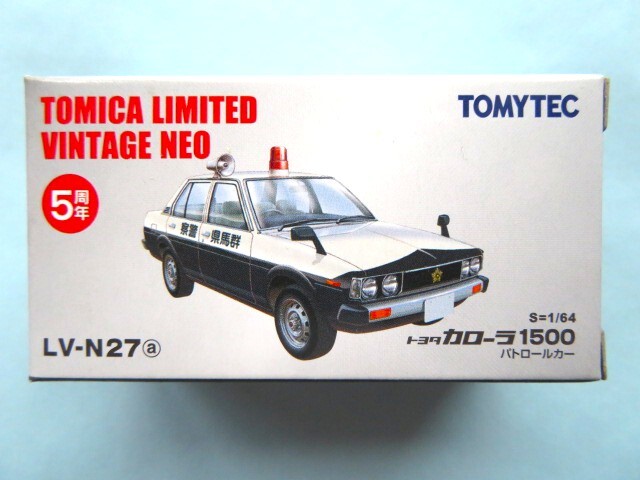 TOMICA LIMITED
VINTAGE NEO
TOMYTEC
5周年
察警 県馬群
LV-N27ⓐ
S=1/64
トヨタ カローラ1500
パトロールカー